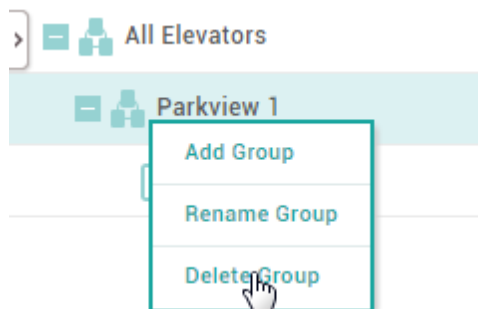 All Elevators
Parkview 1
Add Group
Rename Group
Delete Group